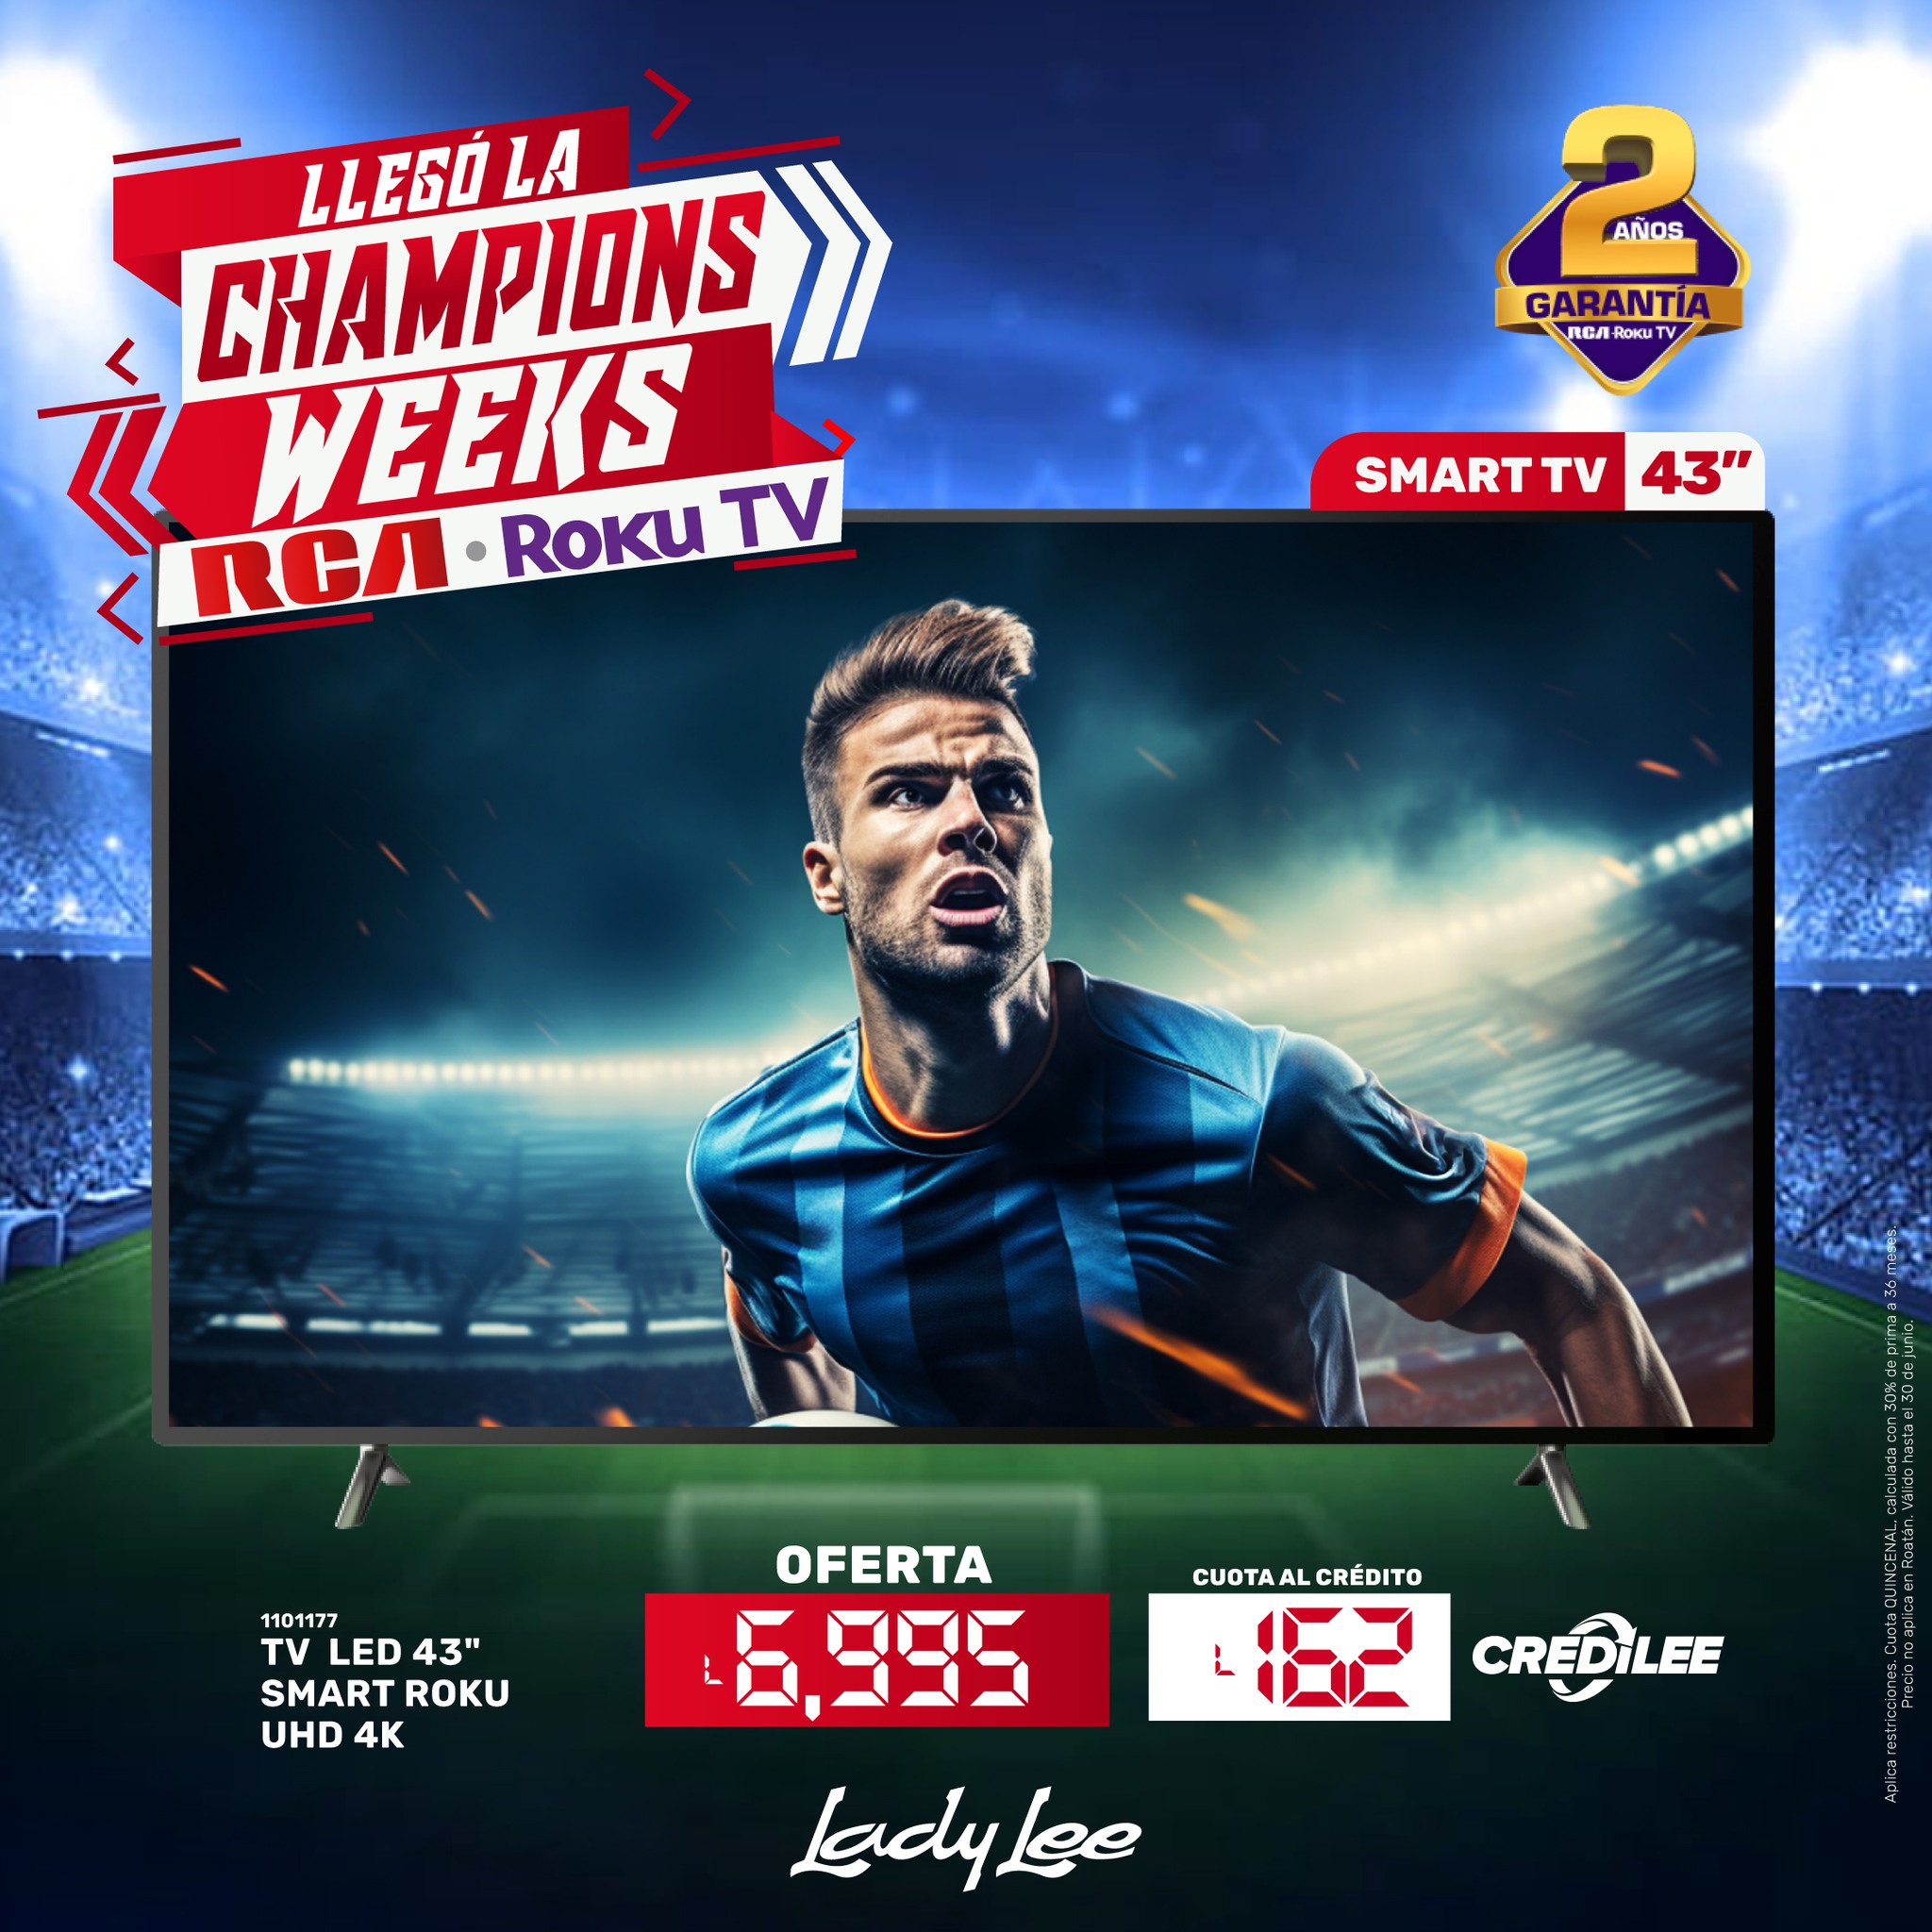 LLEGÓ LA
CHAMPIONS
WEEKS
RCA • Roku TV
2
AÑOS
GARANTÍA
RCA Roku TV
SMART TV 43"
OFERTA
L6,995
CUOTA AL CRÉDITO
L162
CREDILEE
1101177
TV LED 43"
SMART ROKU
UHD 4K
Lady Lee
Aplica restricciones. Cuota QUINCENAL, calculada con 30% de prima a 36 meses.
Precio no aplica en Roatán. Válido hasta el 30 de junio.